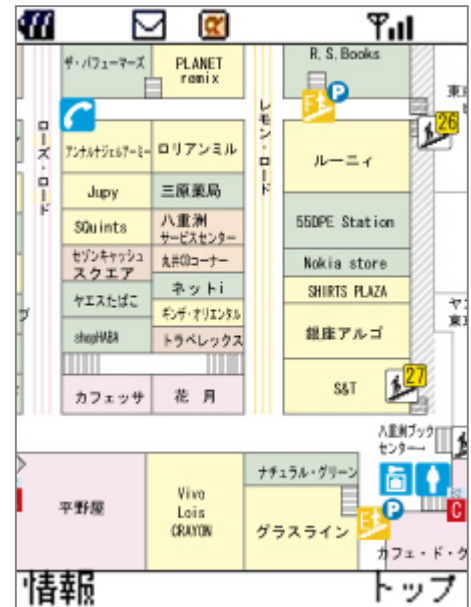 ザ・パフューマーズ
PLANET
remix
R.S.Books
P
F
東
26
ローズ・ロード
レモン・ロード
アンナルナジェルアーミー
ロリアンミル
ルーニィ
Jupy
三原薬局
SQuints
八重洲
サービスセンター
55DPE Station
セゾンキャッシュ
スクエア
丸井CDコーナー
Nokia store
ヤエスたばこ
ネットi
SHIRTS PLAZA
ギンザ・オリエンタル
ヤ
東
ブ
shopHABA
トラベレックス
銀座アルゴ
カフェッサ
花 月
S&T
27
八重洲ブック
センター→
ナチュラル・グリーン
平野屋
Vivo
Lois
CRAYON
グラスライン
E
P
C
カフェ・ド・ク
情報
トップ